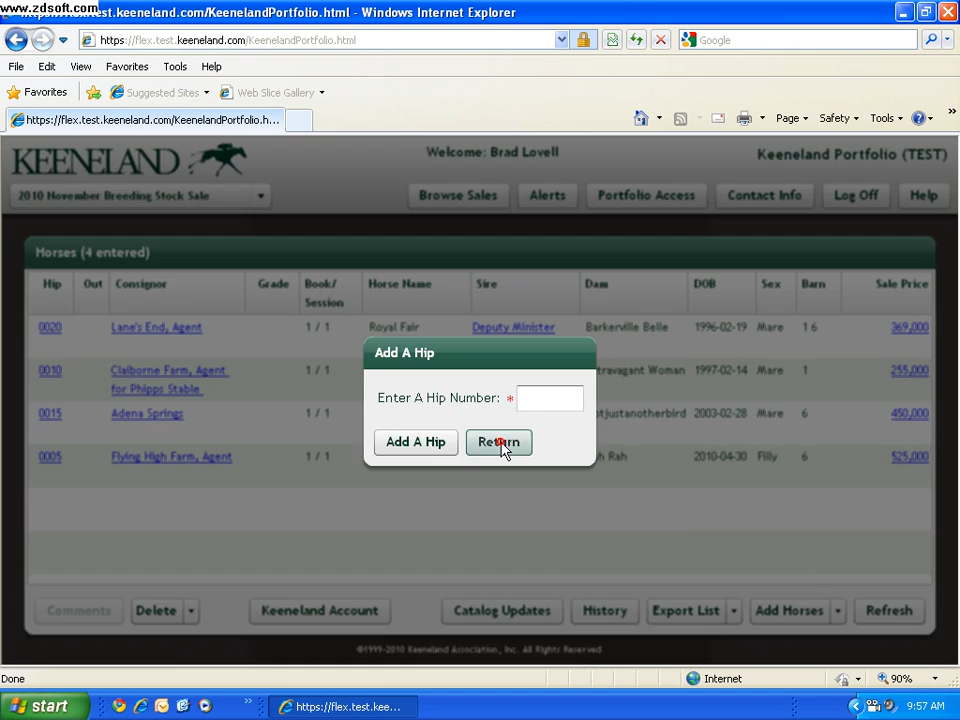 www.zdsoft.com
test.keeneland.com/KeenelandPortfolio.html - Windows Internet Explorer
https://flex.test.keeneland.com/KeenelandPortfolio.html
Google
File Edit View Favorites Tools Help
Favorites Suggested Sites Web Slice Gallery
https://flex.test.keeneland.com/KeenelandPortfolio.h...
Page Safety Tools
KEENELAND
Welcome: Brad Lovell
Keeneland Portfolio (TEST)
2010 November Breeding Stock Sale
Browse Sales Alerts Portfolio Access Contact Info Log Off Help
Horses (4 entered)
Hip Out Consignor Grade Book/ Session Horse Name Sire Dam DOB Sex Barn Sale Price
0020 Lane's End, Agent 1 / 1 Royal Fair Deputy Minister Barkerville Belle 1996-02-19 Mare 16 369,000
0010 Claiborne Farm, Agent for Phipps Stable 1 / 1 travagant Woman 1997-02-14 Mare 1 255,000
0015 Adena Springs 1 / 1 otjustanotherbird 2003-02-28 Mare 6 450,000
0005 Flying High Farm, Agent 1 / 1 h Rah 2010-04-30 Filly 6 525,000
Add A Hip
Enter A Hip Number: *
Add A Hip Return
Comments Delete Keeneland Account Catalog Updates History Export List Add Horses Refresh
©1999-2010 Keeneland Association, Inc. All Rights Reserved
Done Internet 90%
start https://flex.test.kee... 9:57 AM